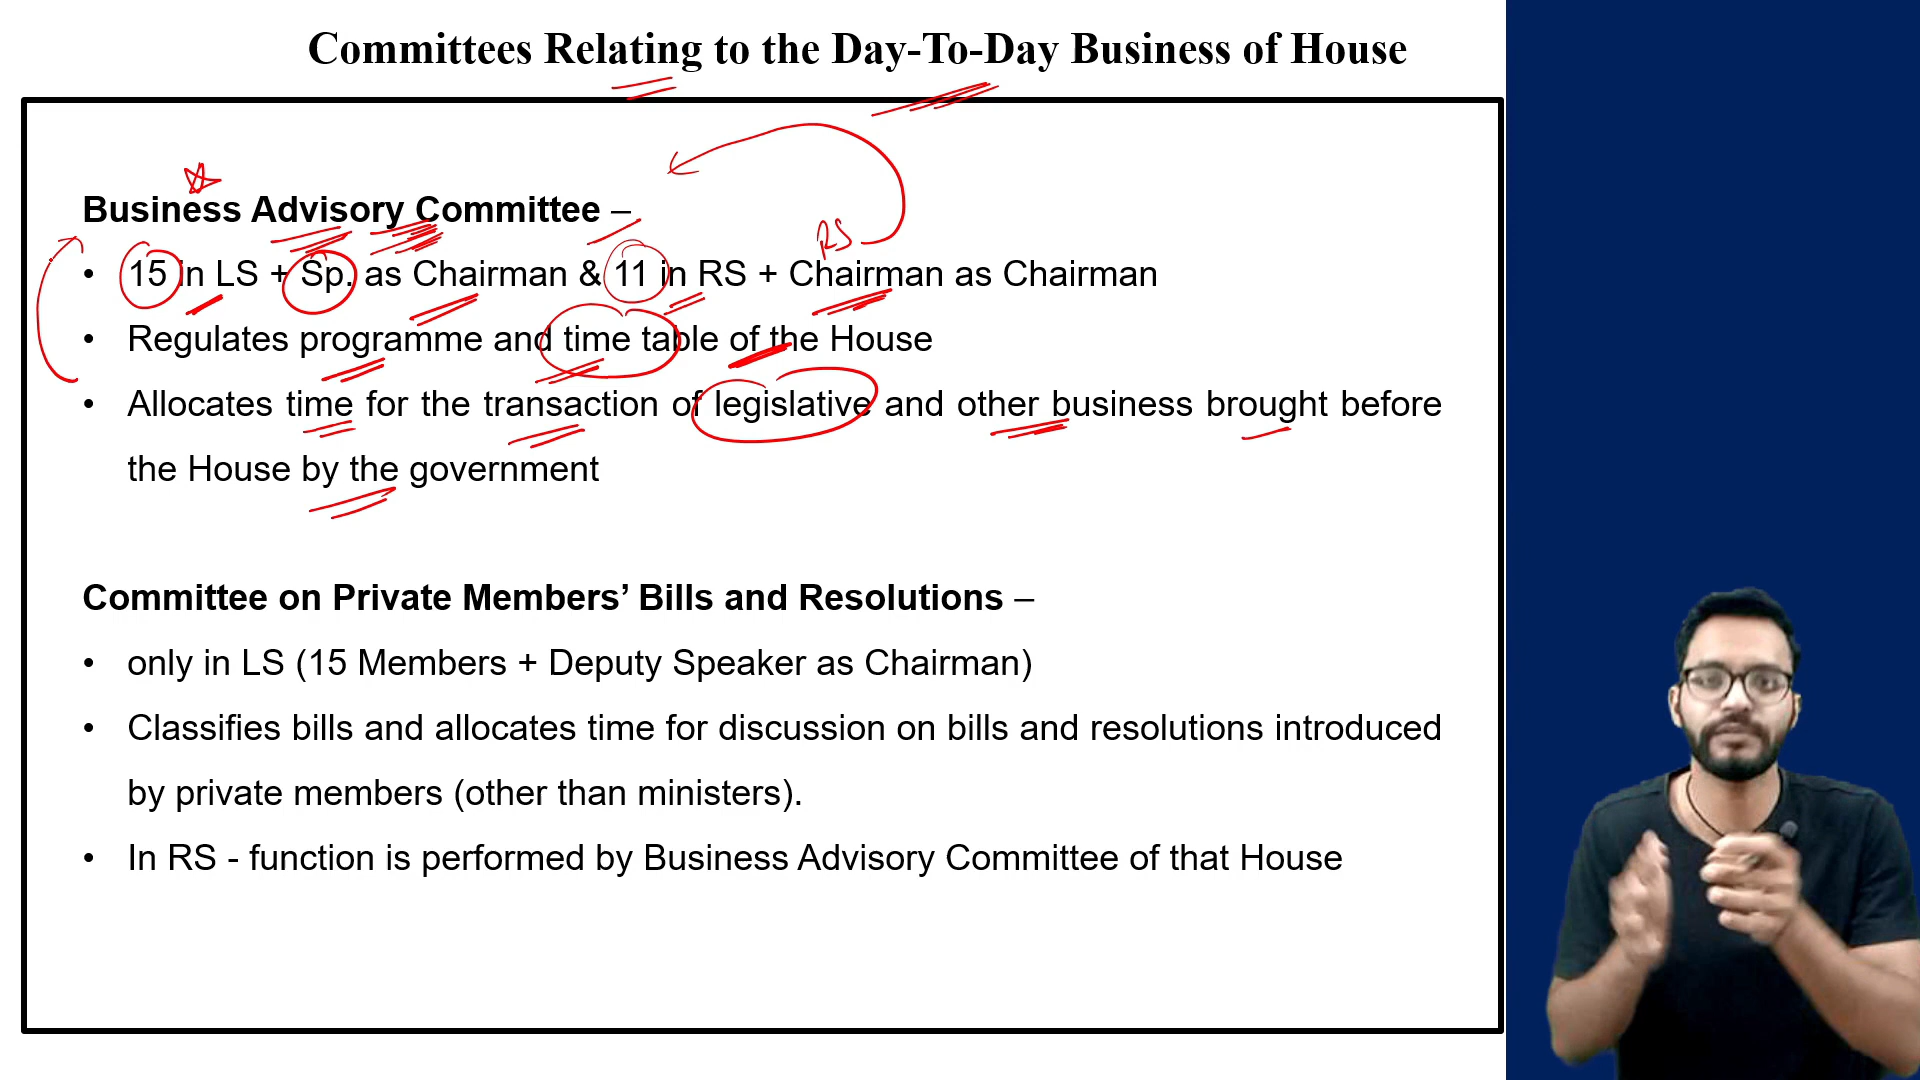 Committees Relating to the Day-To-Day Business of House
Business Advisory Committee –
RS
• 15 in LS + Sp. as Chairman & 11 in RS + Chairman as Chairman
• Regulates programme and time table of the House
• Allocates time for the transaction of legislative and other business brought before
the House by the government
Committee on Private Members’ Bills and Resolutions –
• only in LS (15 Members + Deputy Speaker as Chairman)
• Classifies bills and allocates time for discussion on bills and resolutions introduced
by private members (other than ministers).
• In RS - function is performed by Business Advisory Committee of that House